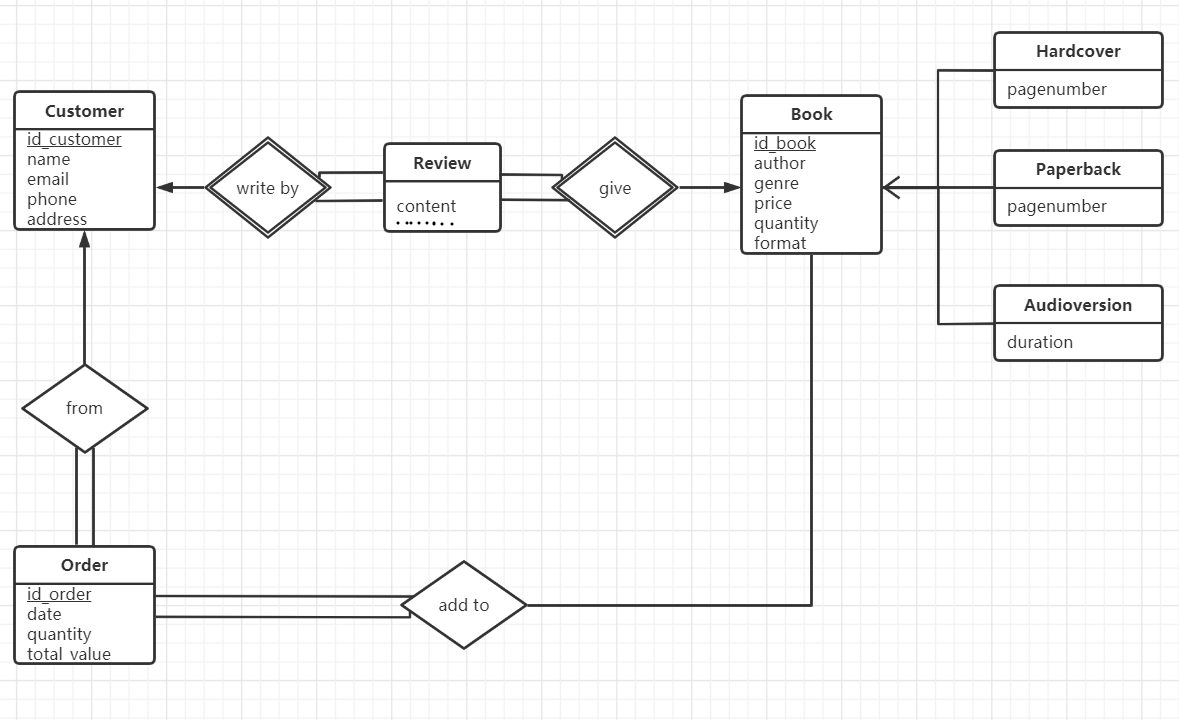 Customer
id_customer
name
email
phone
address
write by
Review
content
give
Book
id_book
author
genre
price
quantity
format
Hardcover
pagenumber
Paperback
pagenumber
Audioversion
duration
from
Order
id_order
date
quantity
total_value
add to